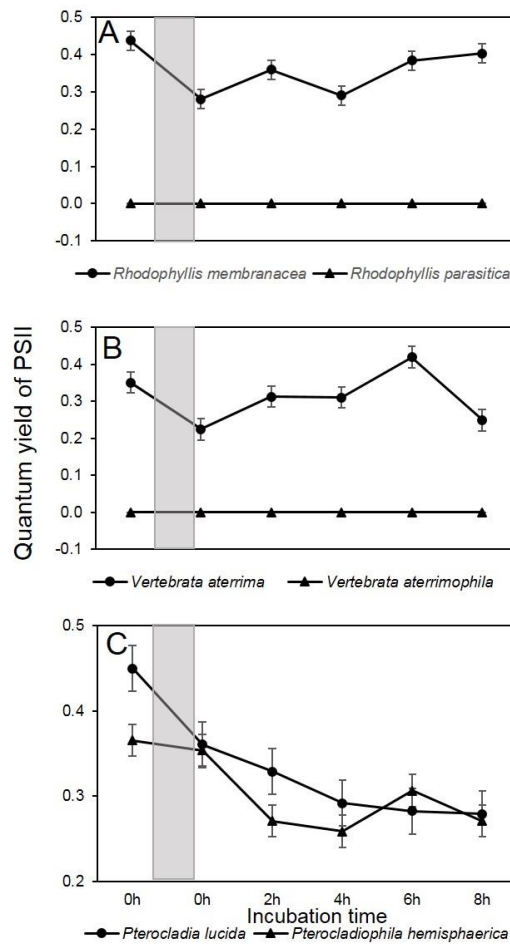 Quantum yield of PSII
A
0.5
0.4
0.3
0.2
0.1
0.0
-0.1
Rhodophyllis membranacea Rhodophyllis parasitica
B
0.5
0.4
0.3
0.2
0.1
0.0
-0.1
Vertebrata aterrima Vertebrata aterrimophila
C
0.5
0.4
0.3
0.2
0h 0h 2h 4h 6h 8h
Incubation time
Pterocladia lucida Pterocladiophila hemisphaerica